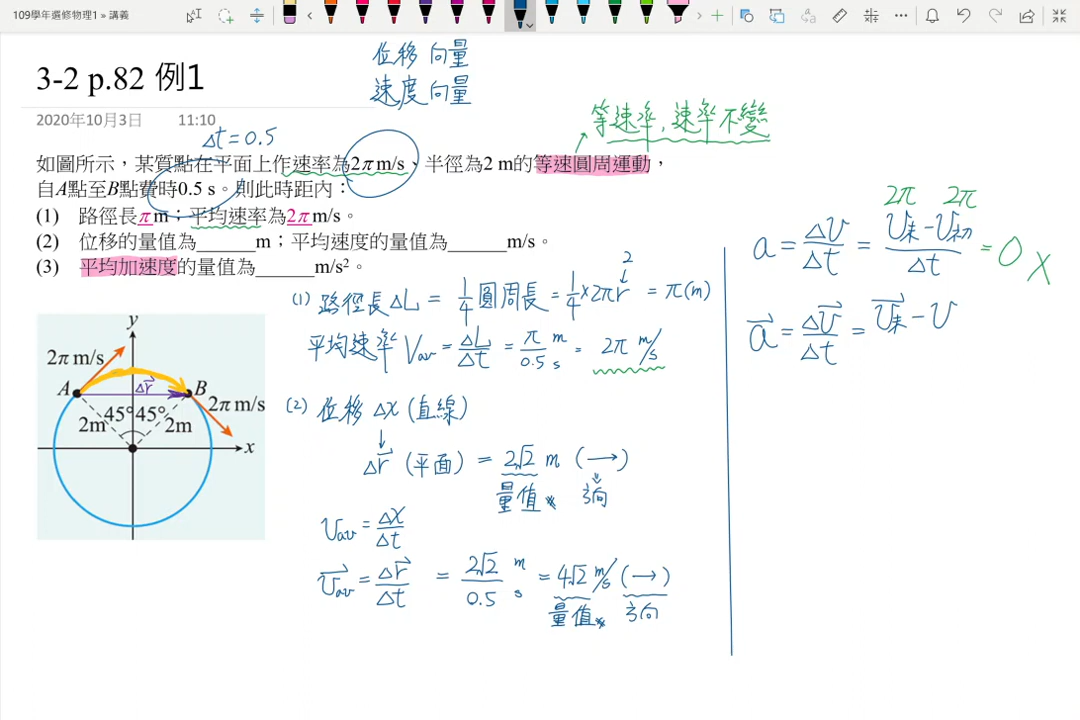 109學年選修物理1 » 講義
3-2 p.82 例1
2020年10月3日 11:10
位移 向量
速度 向量
等速率, 速率不變
Δt=0.5
如圖所示，某質點在平面上作速率為2π m/s、半徑為2 m的等速圓周運動，
自A點至B點費時0.5 s。則此時距內：
(1) 路徑長π m；平均速率為2π m/s。
(2) 位移的量值為______m；平均速度的量值為______m/s。
(3) 平均加速度的量值為______m/s²。
y
2π m/s
A
Δr⃗
B
2π m/s
2m 45° 45° 2m
x
2
(1) 路徑長 ΔL = 1/4 圓周長 = 1/4 × 2πr = π(m)
平均速率 Vav = ΔL/Δt = π/0.5 m/s = 2π m/s
(2) 位移 Δx (直線)
↓
Δr⃗ (平面) = 2√2 m (→)
量值* 方向
Uav = Δx/Δt
U⃗av = Δr⃗/Δt = 2√2/0.5 m/s = 4√2 m/s (→)
量值* 方向
2π 2π
a = ΔU/Δt = U末-U初/Δt = 0 X
a⃗ = ΔU⃗/Δt = U⃗末 - U